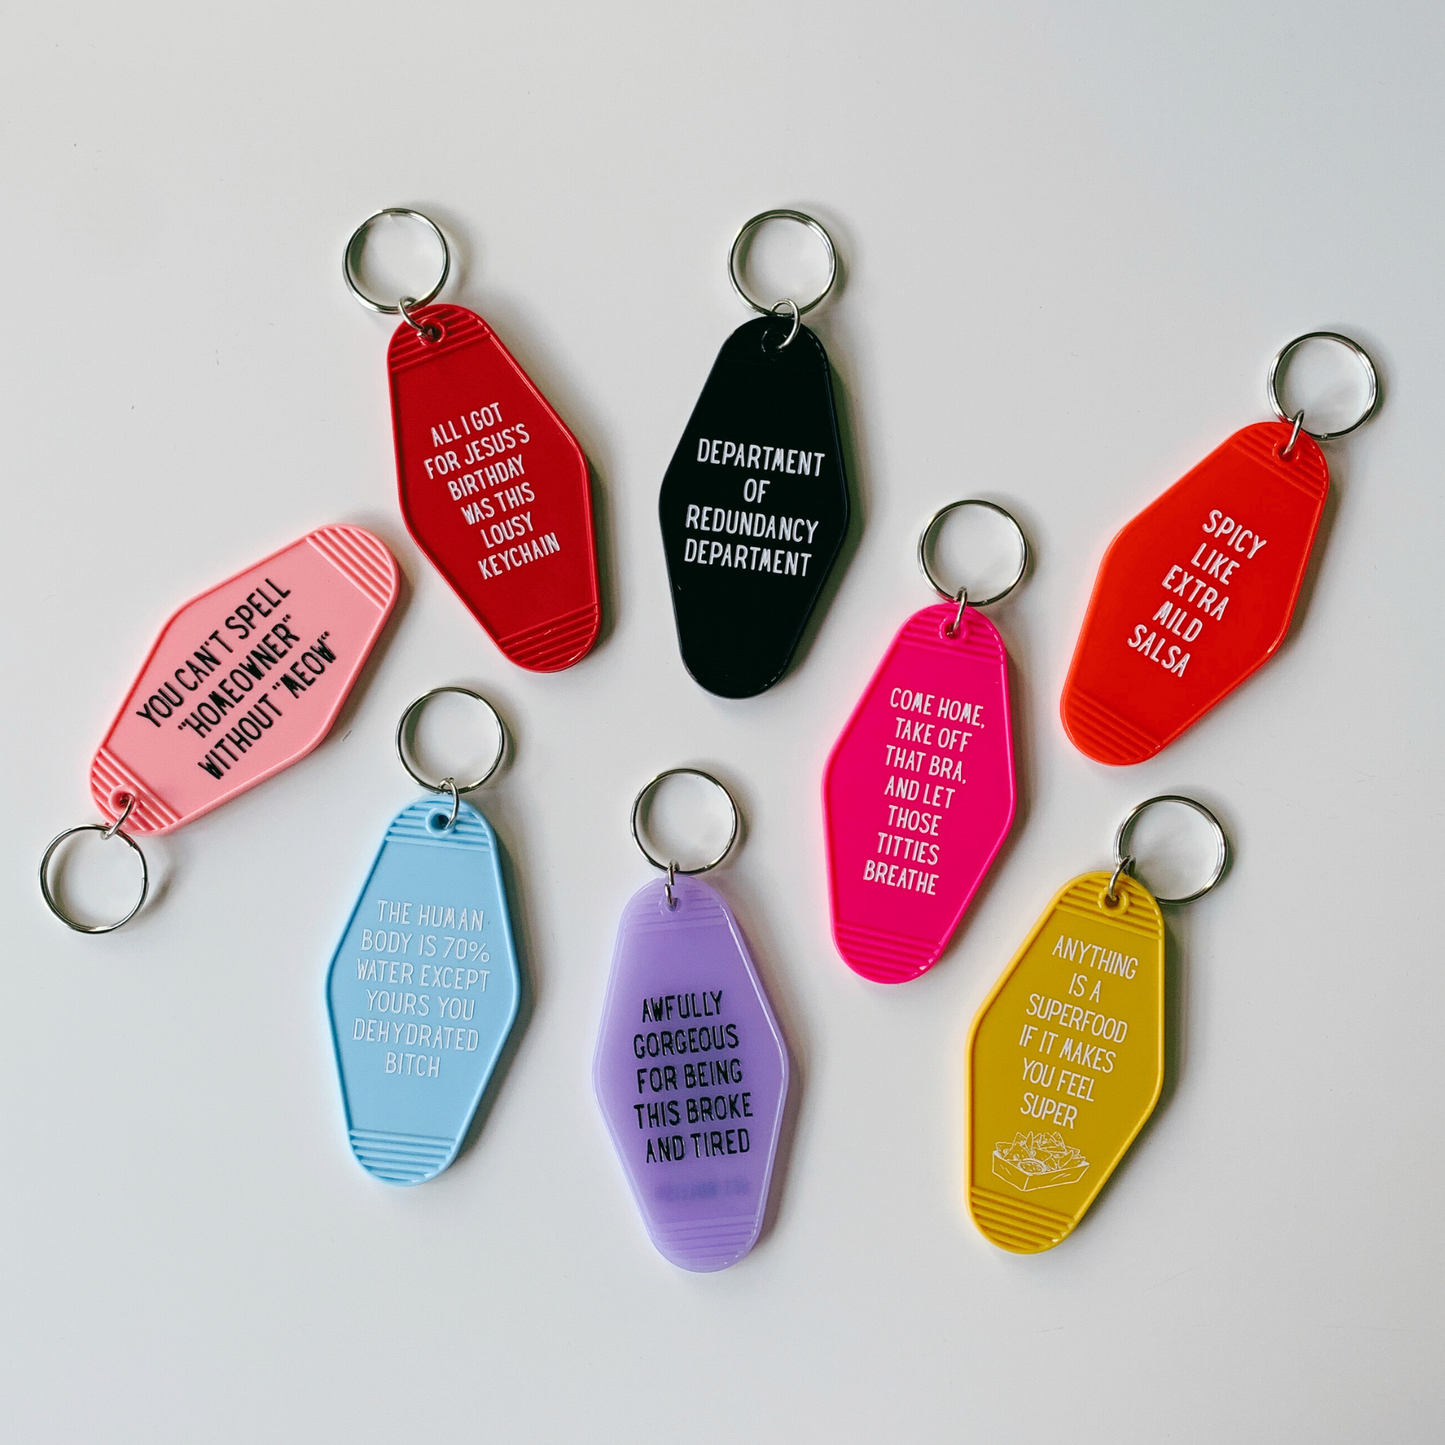 ALL I GOT
FOR JESUS'S
BIRTHDAY
WAS THIS
LOUSY
KEYCHAIN
DEPARTMENT
OF
REDUNDANCY
DEPARTMENT
SPICY
LIKE
EXTRA
MILD
SALSA
YOU CAN'T SPELL
"HOMEOWNER"
WITHOUT "MEOW"
COME HOME,
TAKE OFF
THAT BRA,
AND LET
THOSE
TITTIES
BREATHE
THE HUMAN
BODY IS 70%
WATER EXCEPT
YOURS YOU
DEHYDRATED
BITCH
AWFULLY
GORGEOUS
FOR BEING
THIS BROKE
AND TIRED
ANYTHING
IS A
SUPERFOOD
IF IT MAKES
YOU FEEL
SUPER